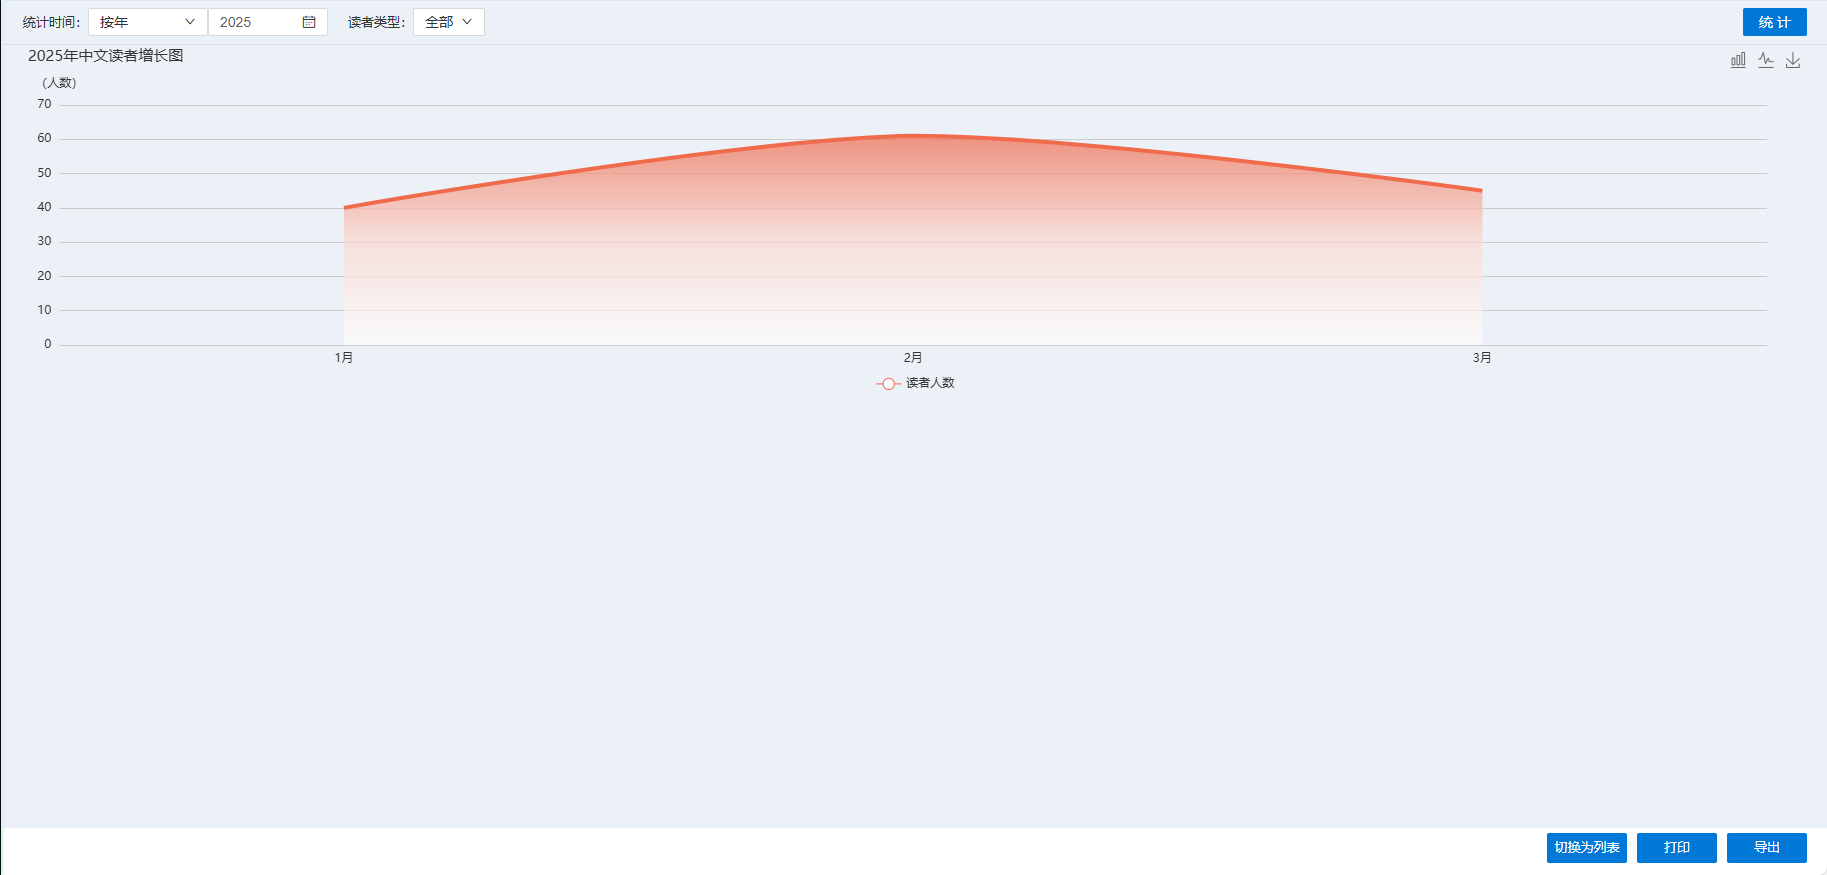 统计时间： 按年 2025 读者类型： 全部 统 计
2025年中文读者增长图
（人数）
70
60
50
40
30
20
10
0
1月 2月 3月
读者人数
切换为列表 打印 导出